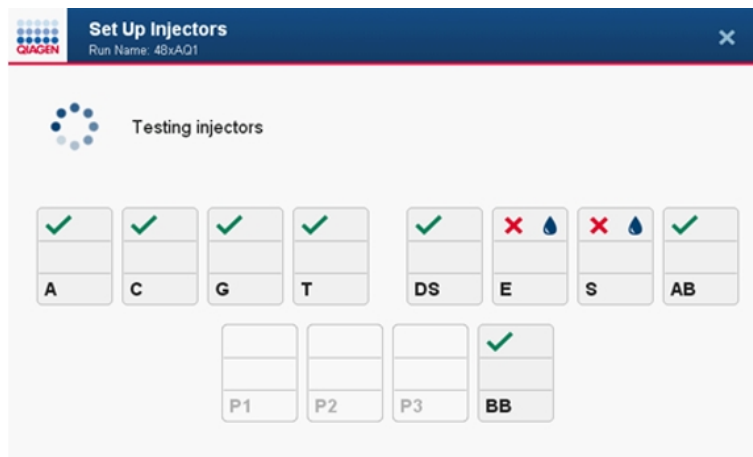 QIAGEN
Set Up Injectors
Run Name: 48xAQ1
Testing injectors
A C G T DS E S AB
P1 P2 P3 BB